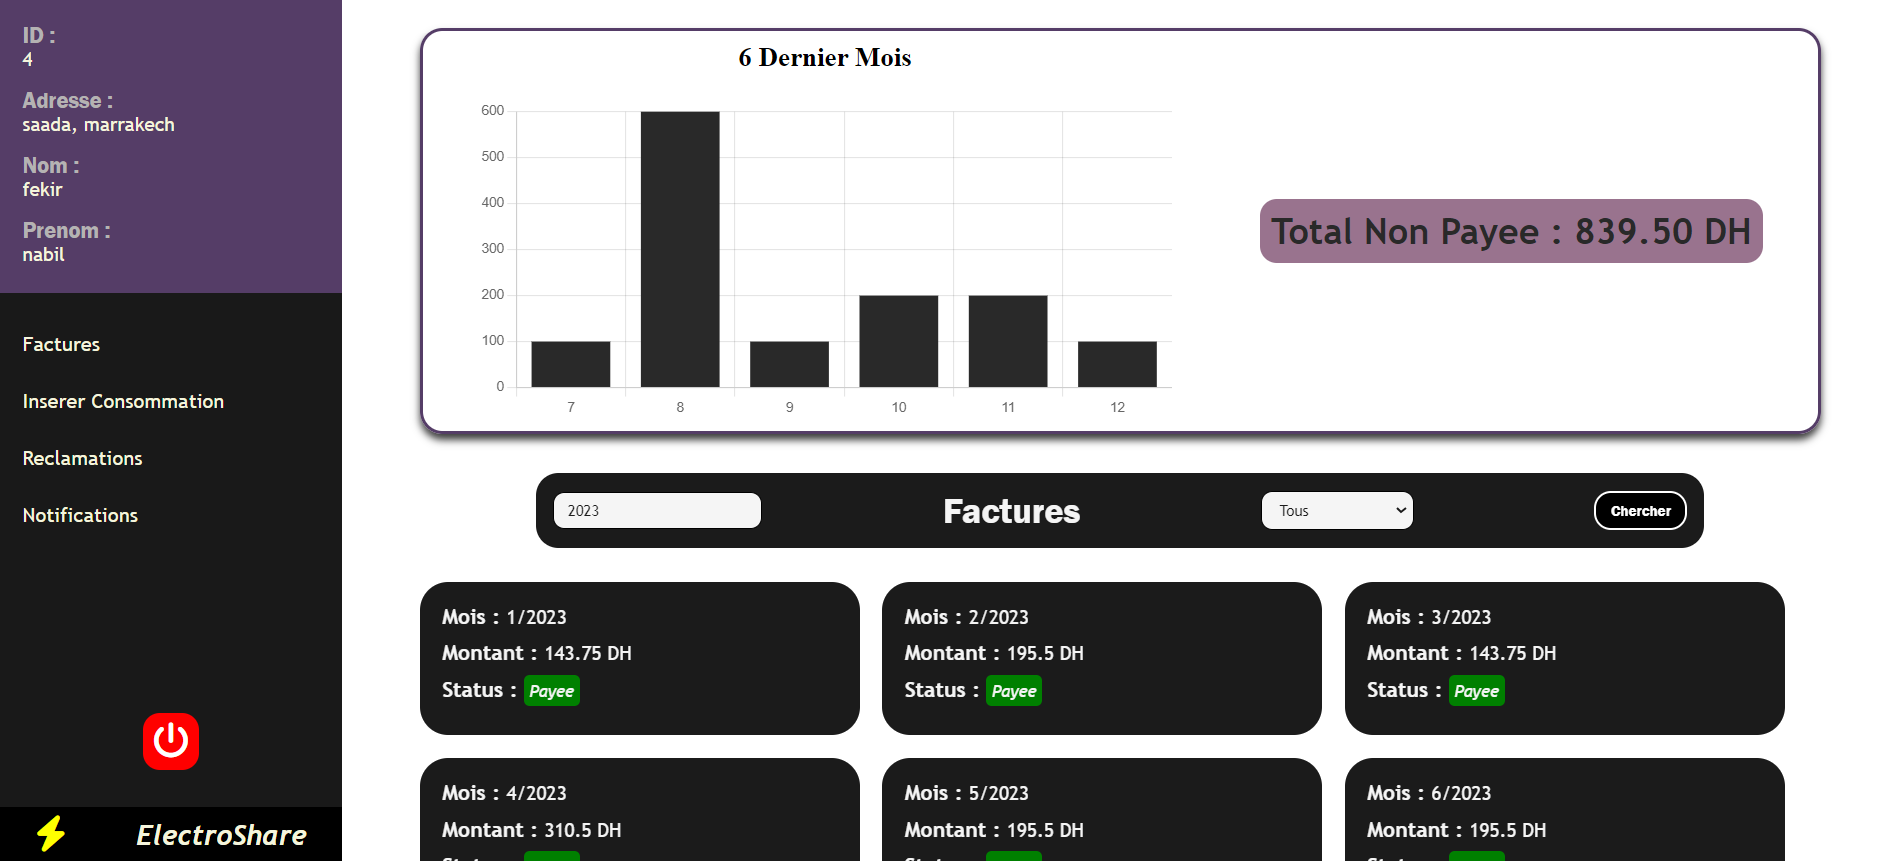 ID :
4
Adresse :
saada, marrakech
Nom :
fekir
Prenom :
nabil
Factures
Inserer Consommation
Reclamations
Notifications
ElectroShare
6 Dernier Mois
600
500
400
300
200
100
0
7 8 9 10 11 12
Total Non Payee : 839.50 DH
2023 Factures Tous Chercher
Mois : 1/2023
Montant : 143.75 DH
Status : Payee
Mois : 2/2023
Montant : 195.5 DH
Status : Payee
Mois : 3/2023
Montant : 143.75 DH
Status : Payee
Mois : 4/2023
Montant : 310.5 DH
Mois : 5/2023
Montant : 195.5 DH
Mois : 6/2023
Montant : 195.5 DH